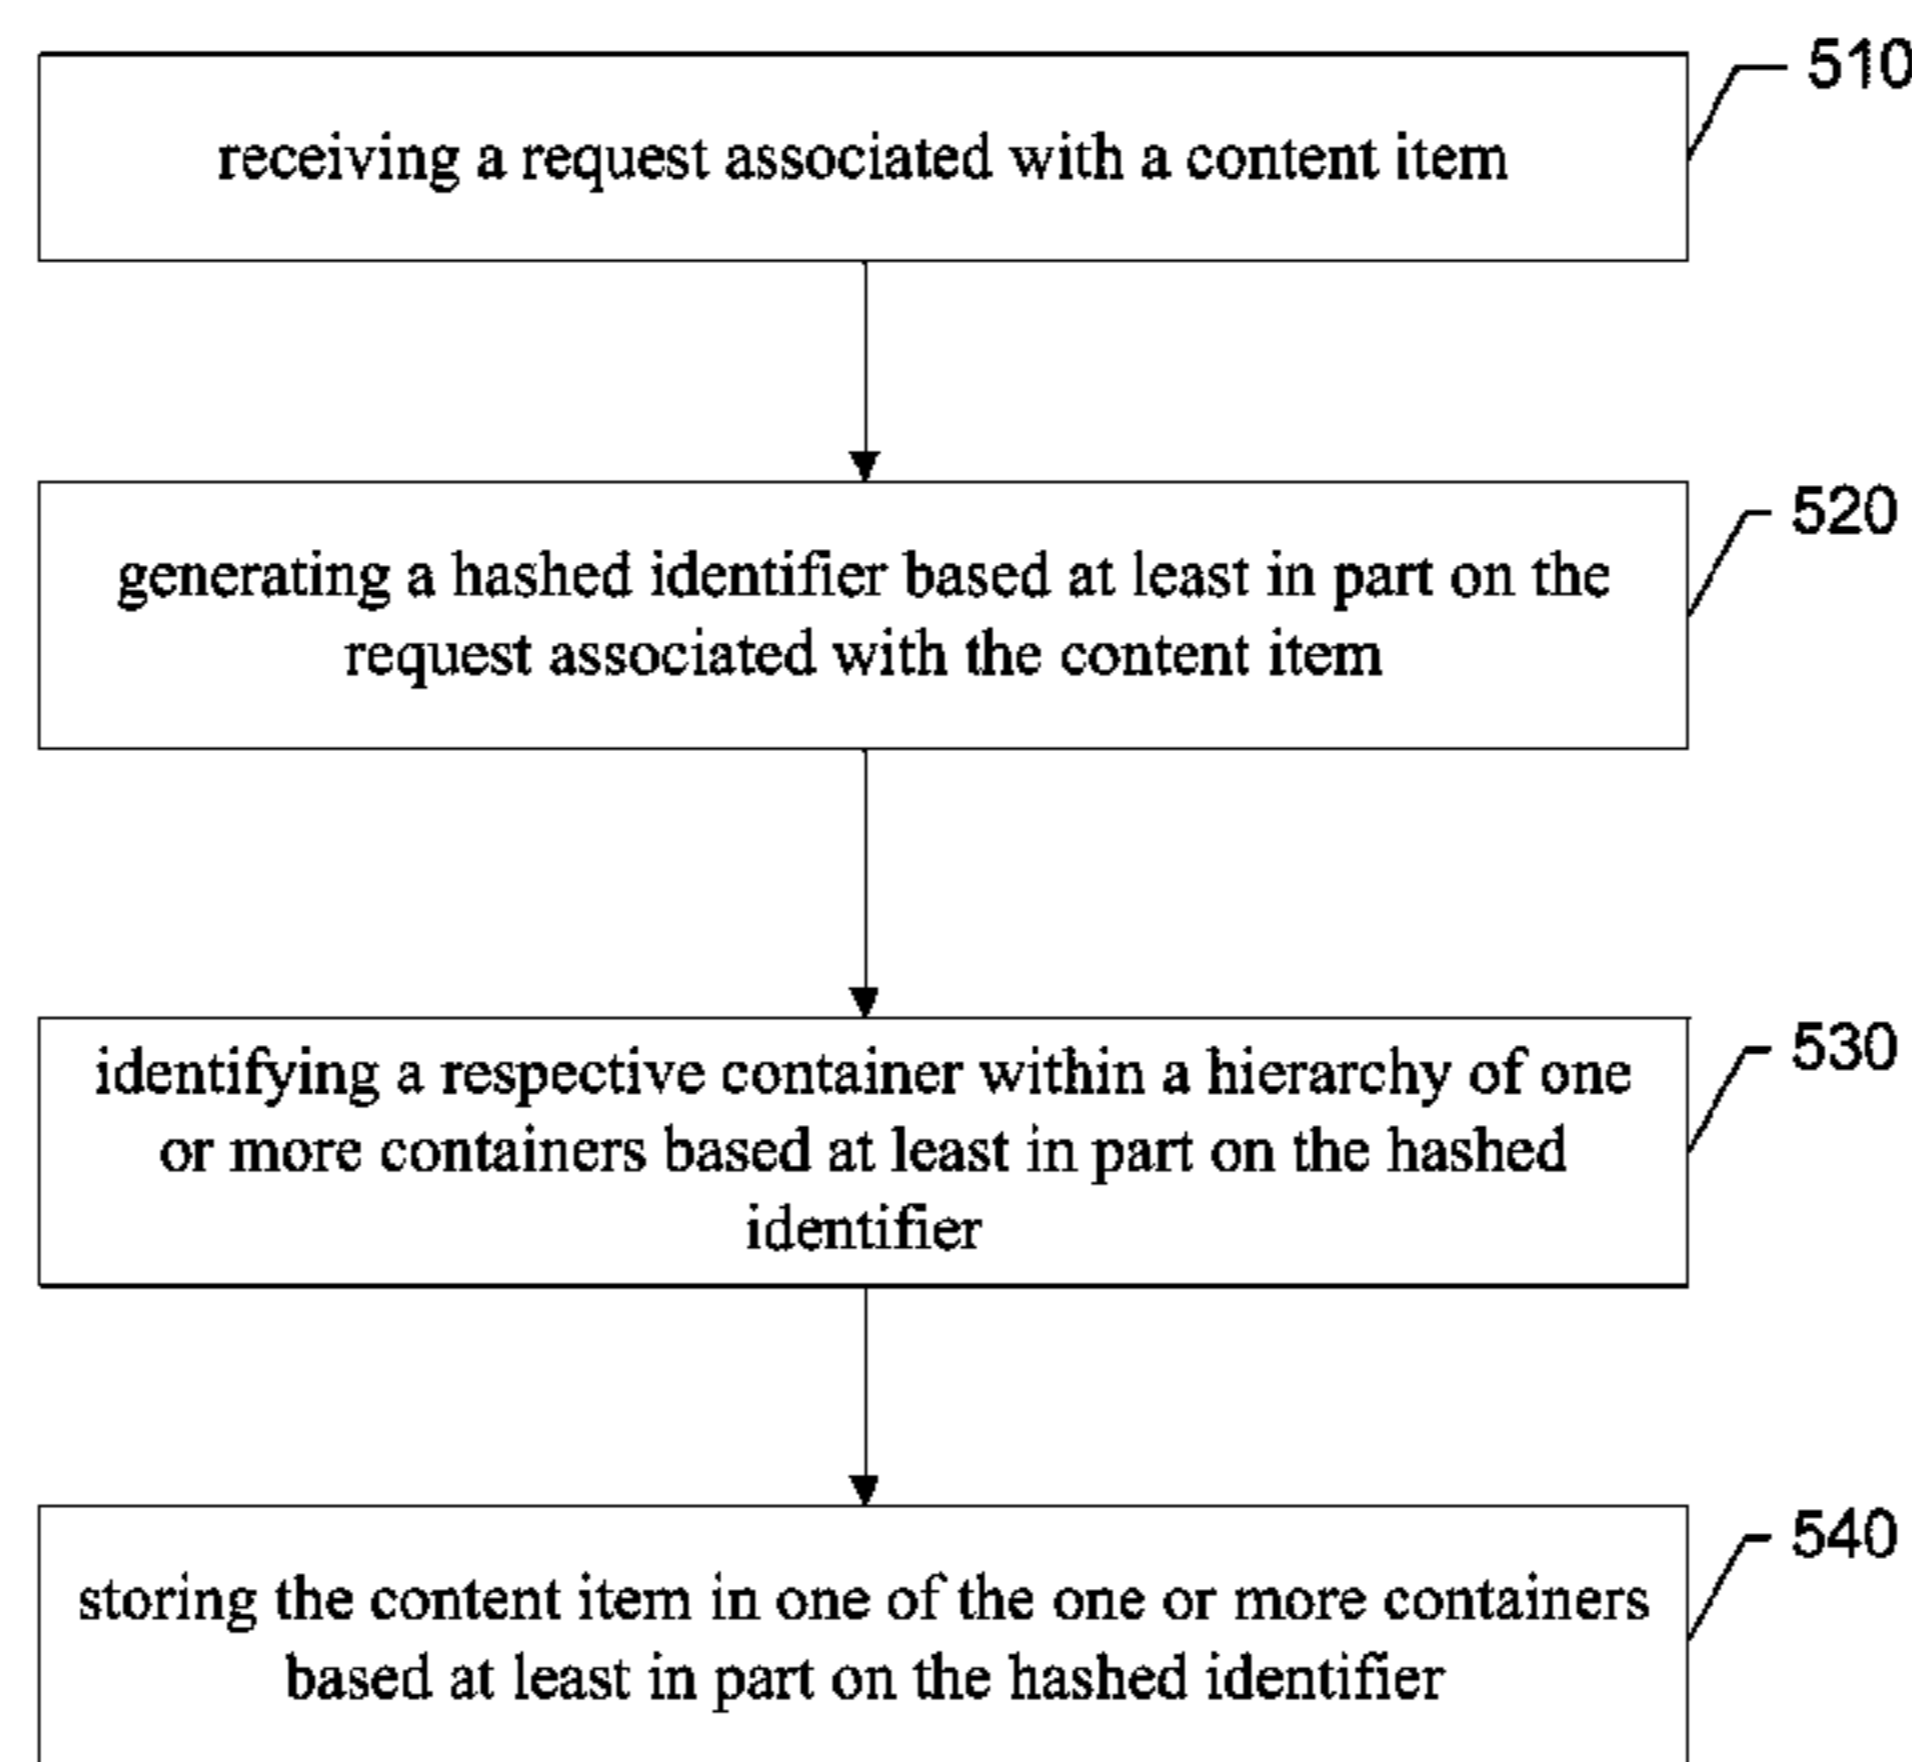 510
receiving a request associated with a content item
520
generating a hashed identifier based at least in part on the
request associated with the content item
530
identifying a respective container within a hierarchy of one
or more containers based at least in part on the hashed
identifier
540
storing the content item in one of the one or more containers
based at least in part on the hashed identifier